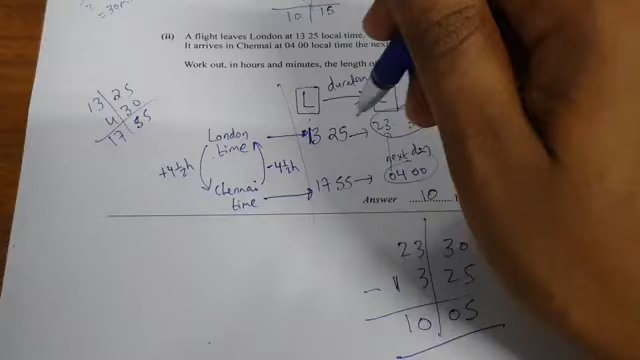 = 30m
10 15
(ii) A flight leaves London at 13 25 local time.
It arrives in Chennai at 04 00 local time the next
Work out, in hours and minutes, the length of
13 25
4 30
17 55
duration
L
London time
13 25 →
23
+4½h
-4½h
next day
04 00
Chennai time
17 55 →
Answer 10
23 30
- 13 25
10 05